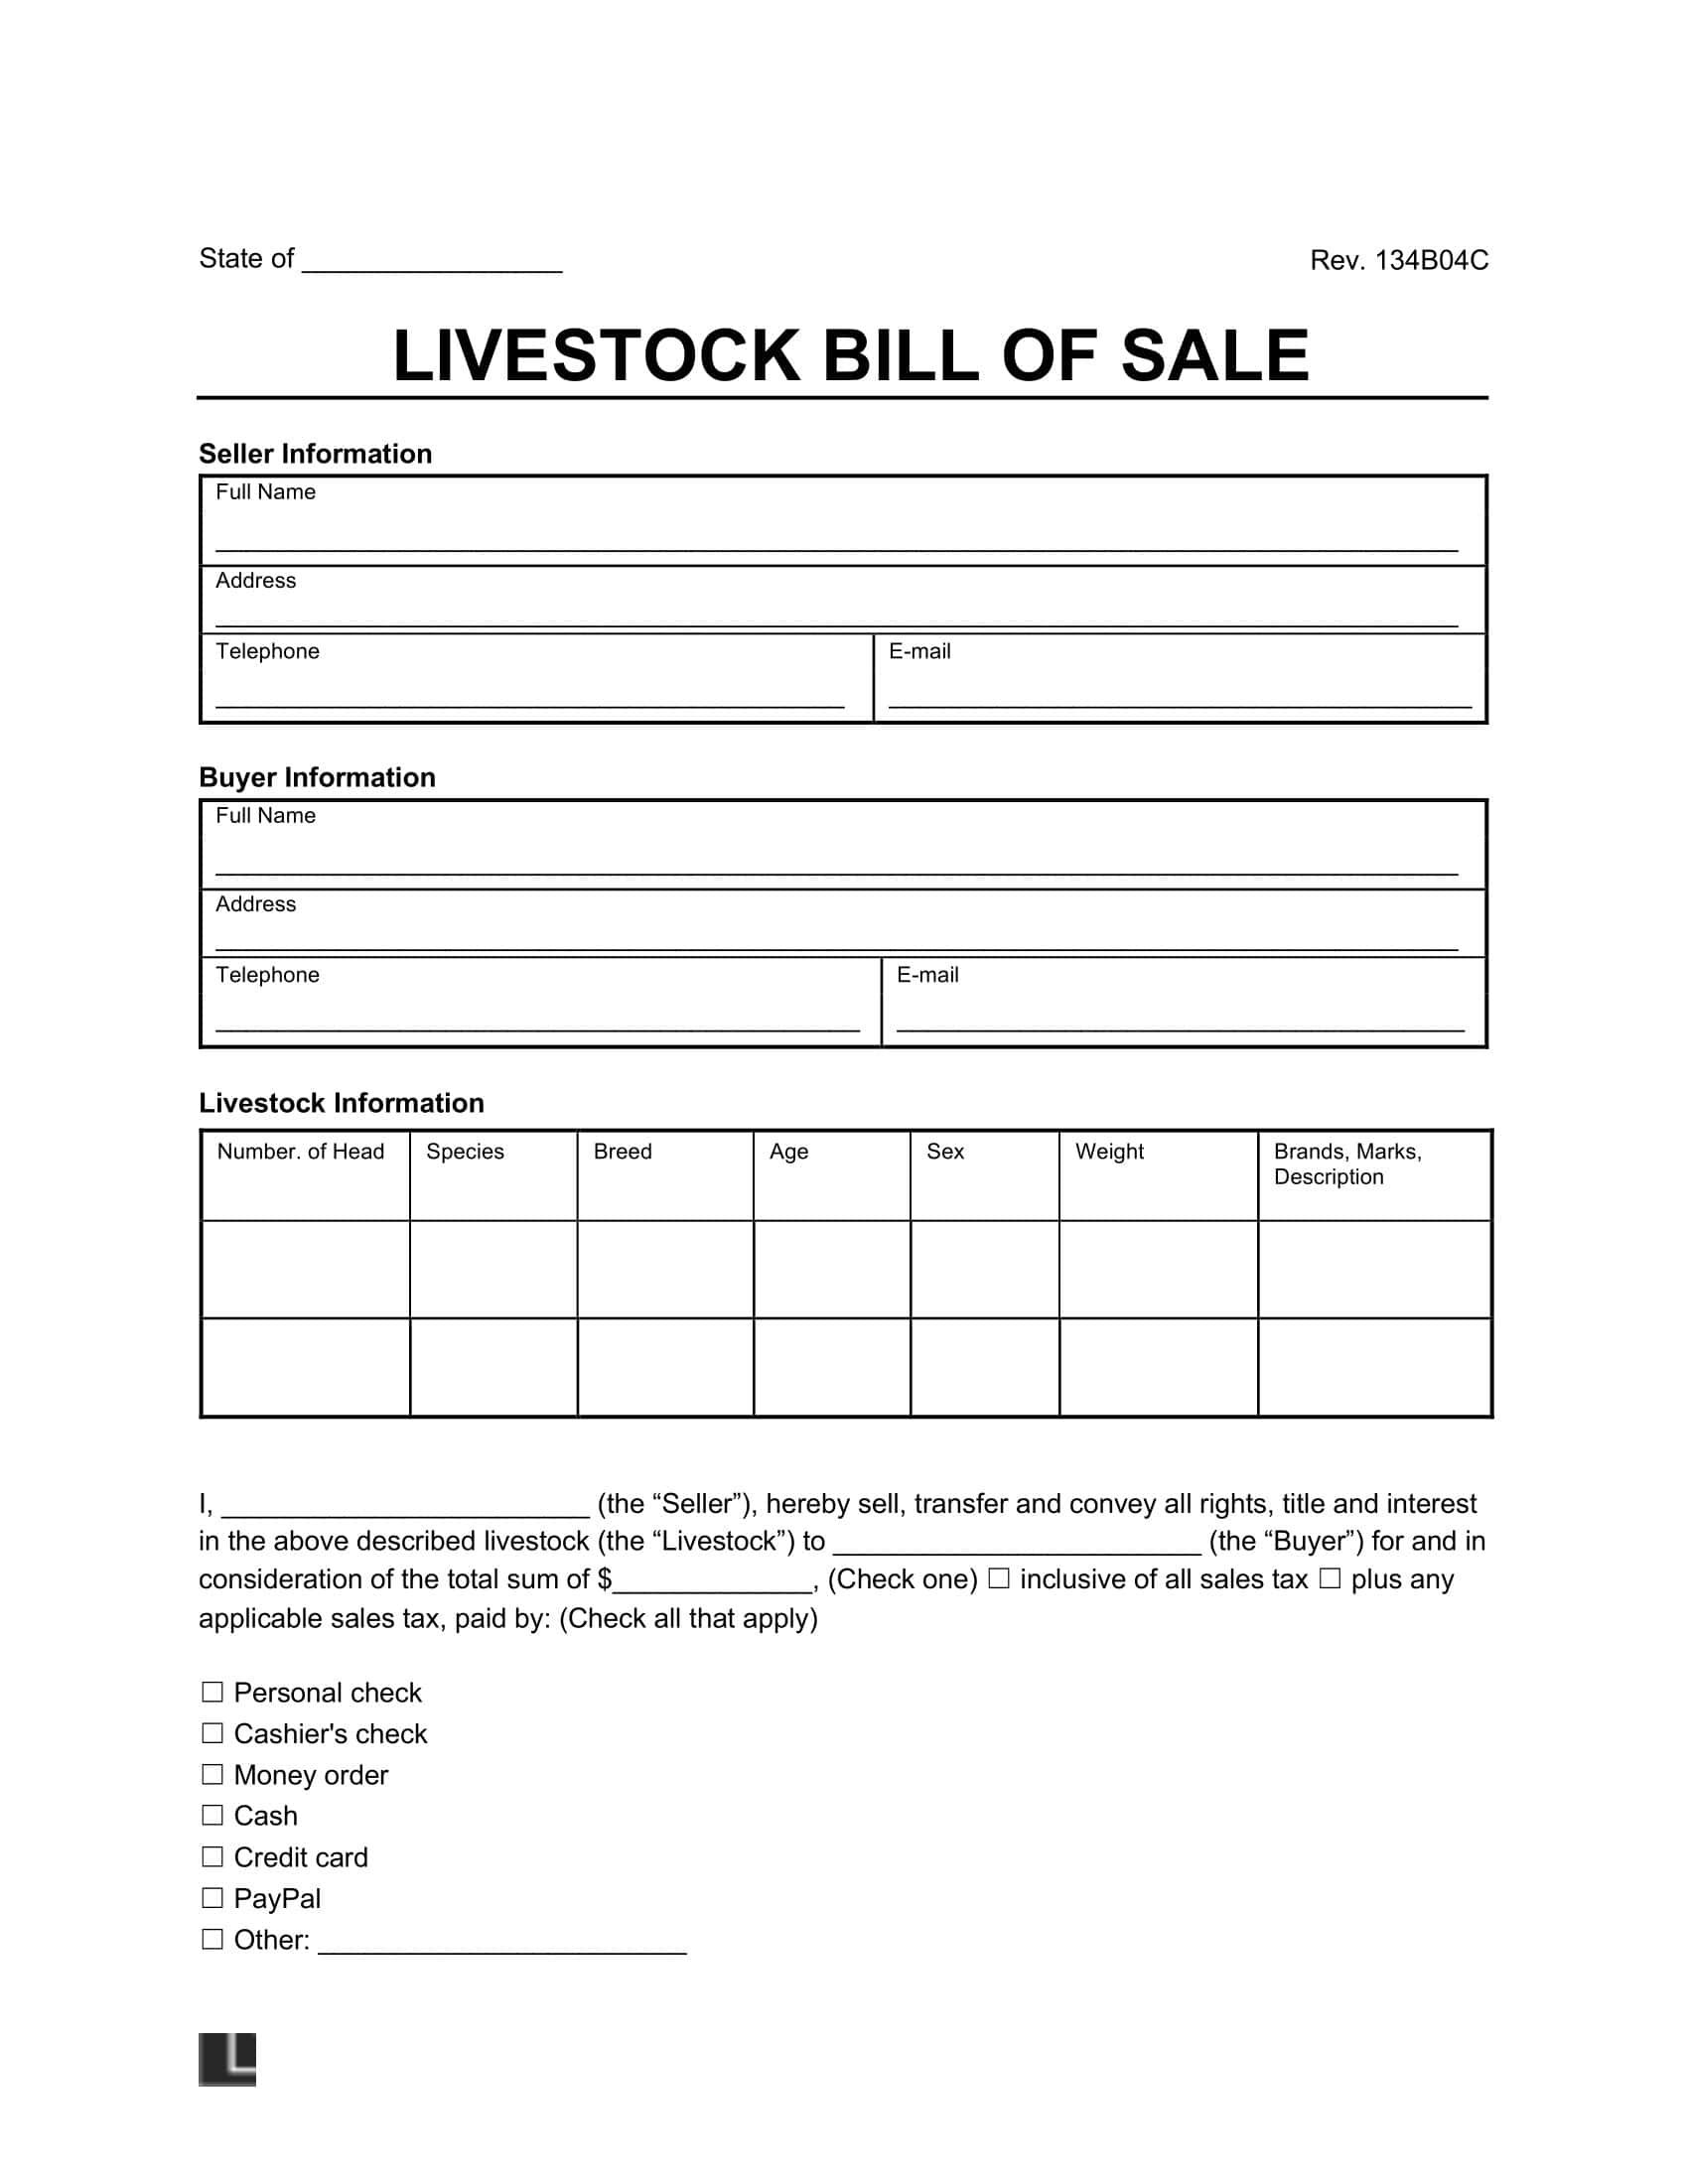 State of ___________________ Rev. 134B04C
LIVESTOCK BILL OF SALE
Seller Information
Full Name
Address
Telephone E-mail
Buyer Information
Full Name
Address
Telephone E-mail
Livestock Information
Number. of Head Species Breed Age Sex Weight Brands, Marks,
Description
I, ________________________ (the “Seller”), hereby sell, transfer and convey all rights, title and interest
in the above described livestock (the “Livestock”) to ________________________ (the “Buyer”) for and in
consideration of the total sum of $_____________, (Check one) ☐ inclusive of all sales tax ☐ plus any
applicable sales tax, paid by: (Check all that apply)
☐ Personal check
☐ Cashier's check
☐ Money order
☐ Cash
☐ Credit card
☐ PayPal
☐ Other: ________________________